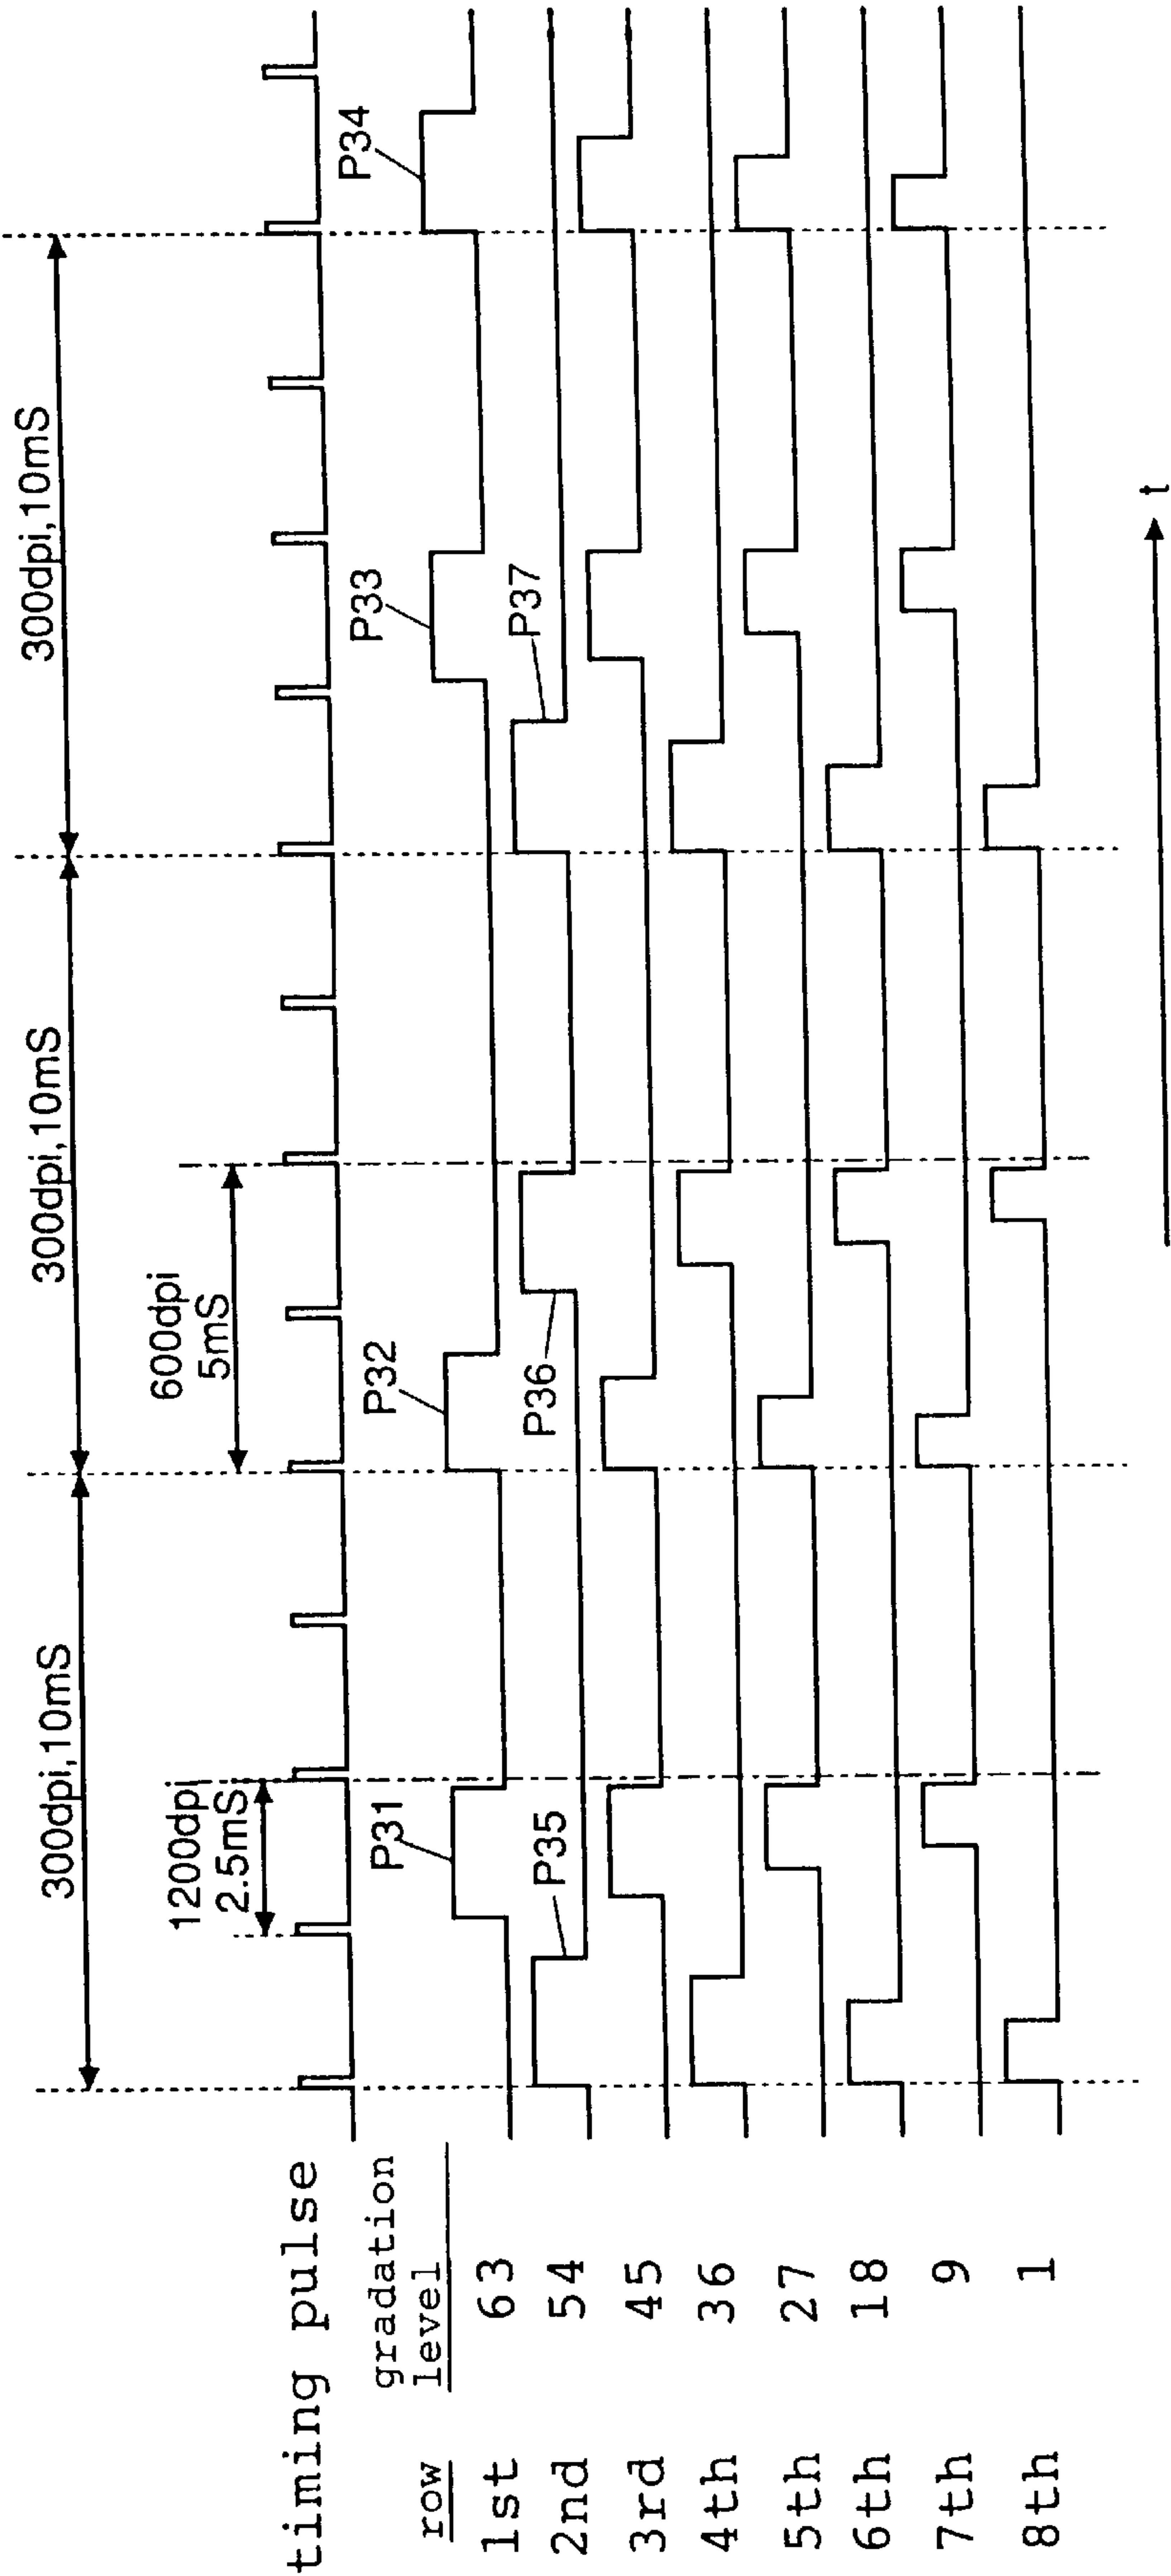 300dpi,10mS
300dpi,10mS
300dpi,10mS
1200dpi
2.5mS
600dpi
5mS
timing pulse
row
gradation
level
P31
P32
P33
P34
1st 63
P35
P36
P37
2nd 54
3rd 45
4th 36
5th 27
6th 18
7th 9
8th 1
t